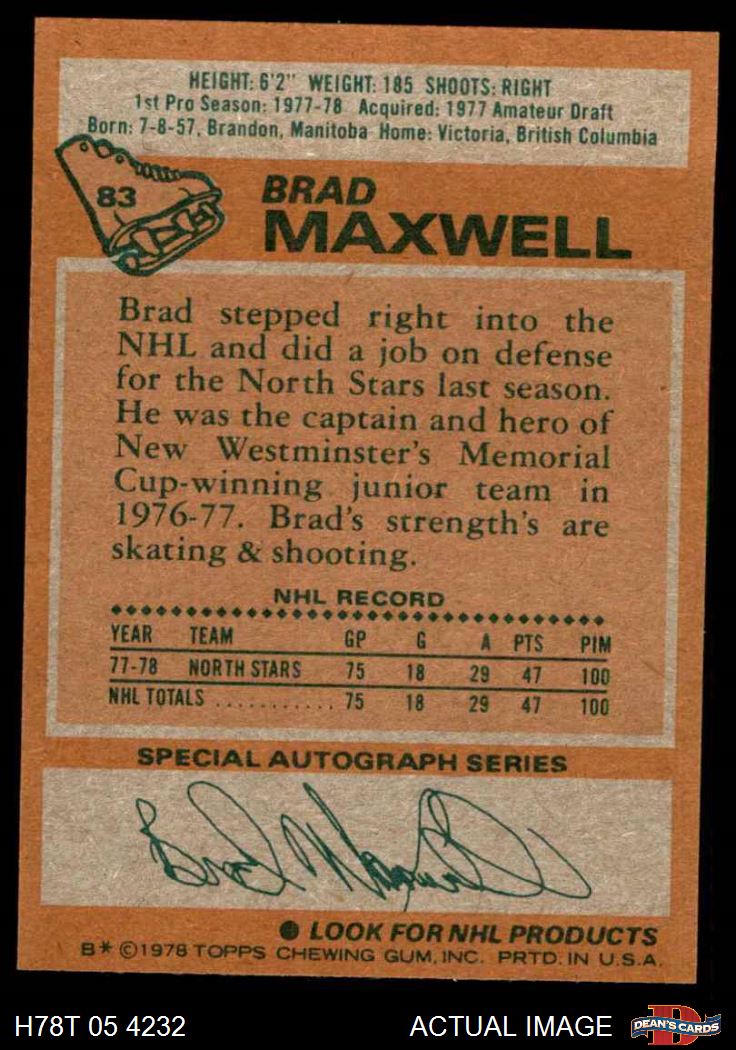 HEIGHT: 6'2" WEIGHT: 185 SHOOTS: RIGHT
1st Pro Season: 1977-78 Acquired: 1977 Amateur Draft
Born: 7-8-57, Brandon, Manitoba Home: Victoria, British Columbia
83
BRAD
MAXWELL
Brad stepped right into the
NHL and did a job on defense
for the North Stars last season.
He was the captain and hero of
New Westminster's Memorial
Cup-winning junior team in
1976-77. Brad's strength's are
skating & shooting.
NHL RECORD
YEAR TEAM GP G A PTS PIM
77-78 NORTH STARS 75 18 29 47 100
NHL TOTALS ........... 75 18 29 47 100
SPECIAL AUTOGRAPH SERIES
Brad Maxwell
● LOOK FOR NHL PRODUCTS
B* © 1978 TOPPS CHEWING GUM, INC. PRTD. IN U.S.A.
H78T 05 4232 ACTUAL IMAGE DEAN'S CARDS